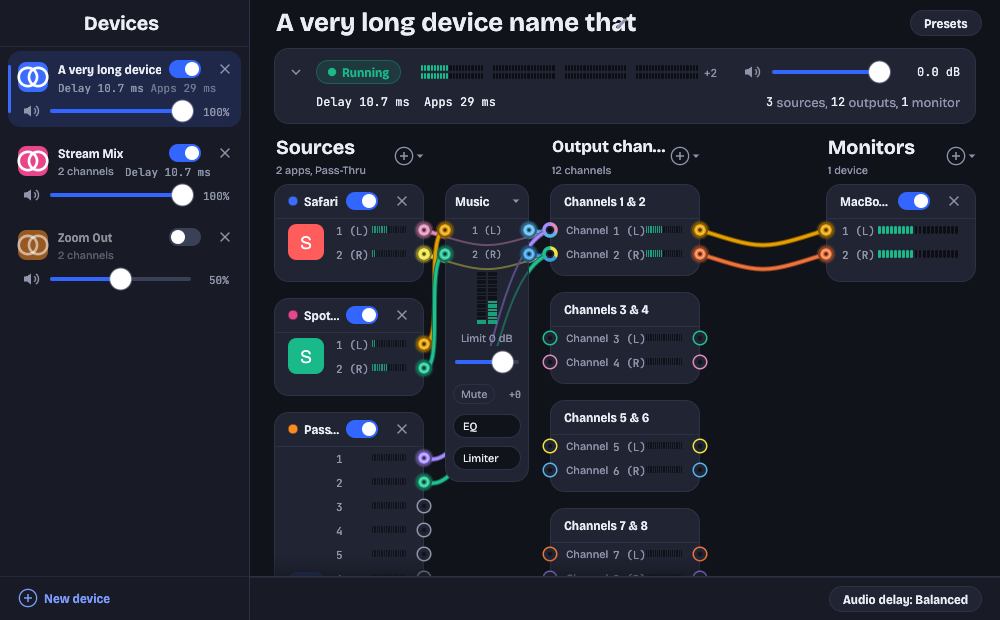 Devices
A very long device
Delay 10.7 ms Apps 29 ms
100%
Stream Mix
2 channels Delay 10.7 ms
100%
Zoom Out
2 channels
50%
New device
A very long device name that
Presets
Running
+2
0.0 dB
Delay 10.7 ms Apps 29 ms
3 sources, 12 outputs, 1 monitor
Sources
2 apps, Pass-Thru
Safari
S
1 (L)
2 (R)
Spot...
S
1 (L)
2 (R)
Pass...
1
2
3
4
5
Music
1 (L)
2 (R)
Limit 0 dB
Mute +0
EQ
Limiter
Output chan...
12 channels
Channels 1 & 2
Channel 1 (L)
Channel 2 (R)
Channels 3 & 4
Channel 3 (L)
Channel 4 (R)
Channels 5 & 6
Channel 5 (L)
Channel 6 (R)
Channels 7 & 8
Channel 7 (L)
Monitors
1 device
MacBo...
1 (L)
2 (R)
Audio delay: Balanced